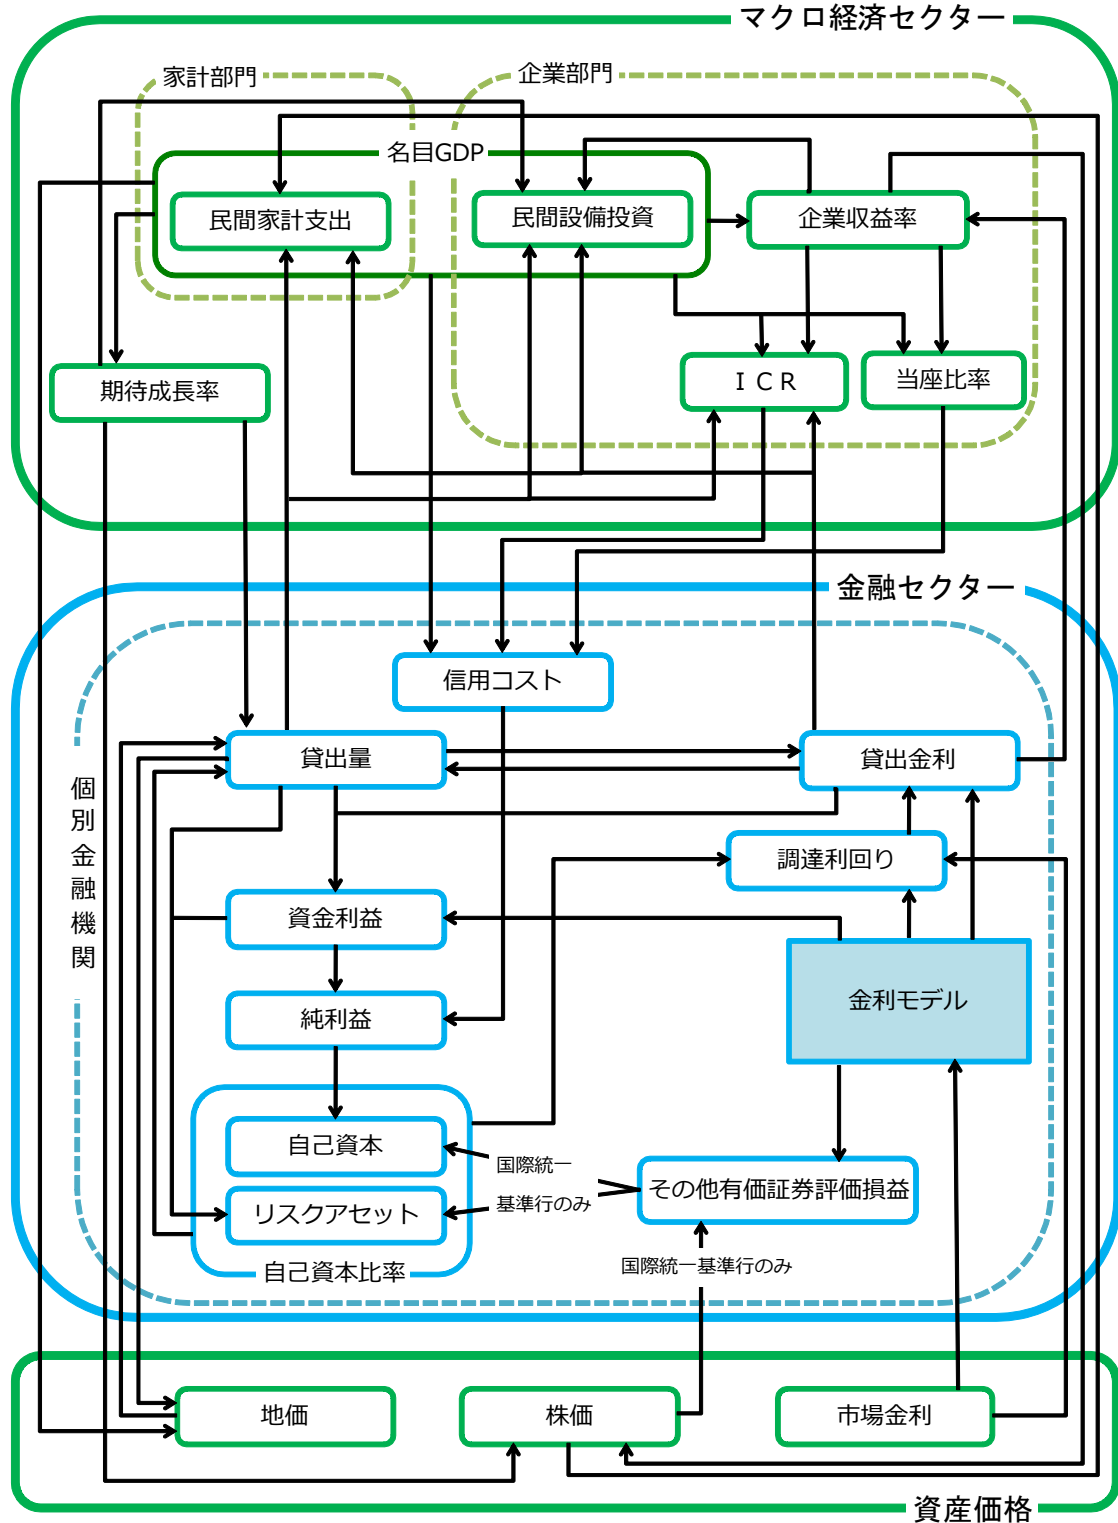 マクロ経済セクター
家計部門
企業部門
名目GDP
民間家計支出
民間設備投資
企業収益率
期待成長率
ＩＣＲ
当座比率
金融セクター
信用コスト
貸出量
貸出金利
個別金融機関
調達利回り
資金利益
金利モデル
純利益
自己資本
国際統一
基準行のみ
その他有価証券評価損益
リスクアセット
国際統一基準行のみ
自己資本比率
地価
株価
市場金利
資産価格